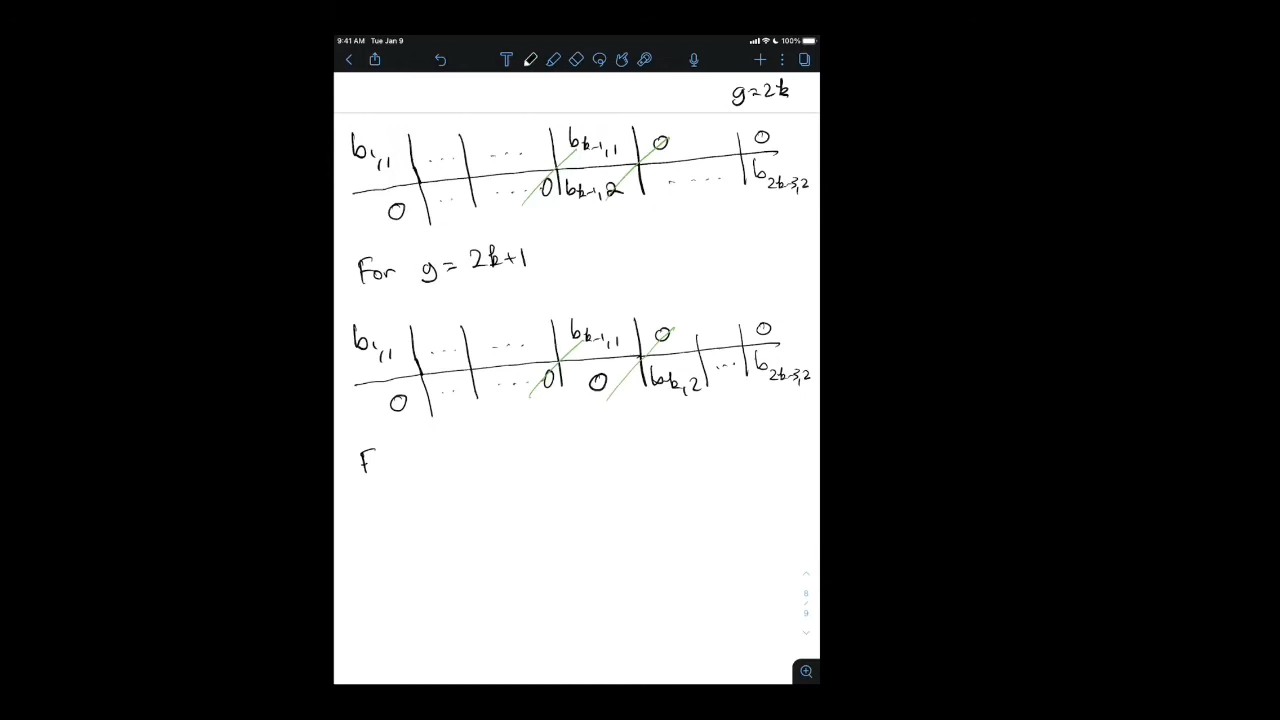 9:41 AM Tue Jan 9 100%
T
g=2k
b1,1 ... ... bk-1,1 0 0
0 .. ...0 bk-1,2 ..... b2k-3,2
For g = 2k+1
b1,1 ... ... bk-1,1 0 0
0 .. ...0 0 bk,2 ... b2k-3,2
F
8
/
9